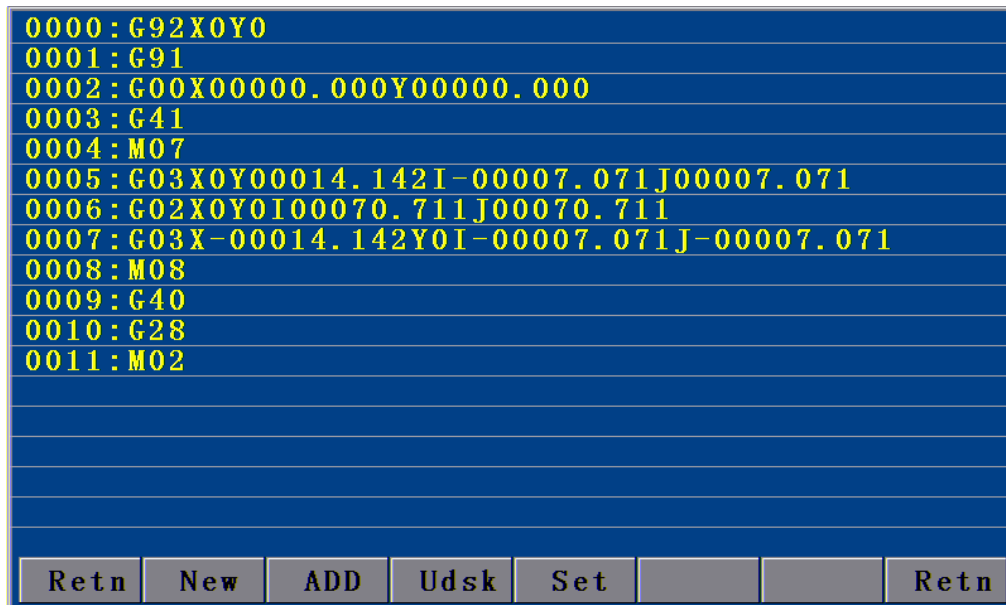 0000:G92X0Y0
0001:G91
0002:G00X00000.000Y00000.000
0003:G41
0004:M07
0005:G03X0Y00014.142I-00007.071J00007.071
0006:G02X0Y0I00070.711J00070.711
0007:G03X-00014.142Y0I-00007.071J-00007.071
0008:M08
0009:G40
0010:G28
0011:M02
Retn New ADD Udsk Set Retn